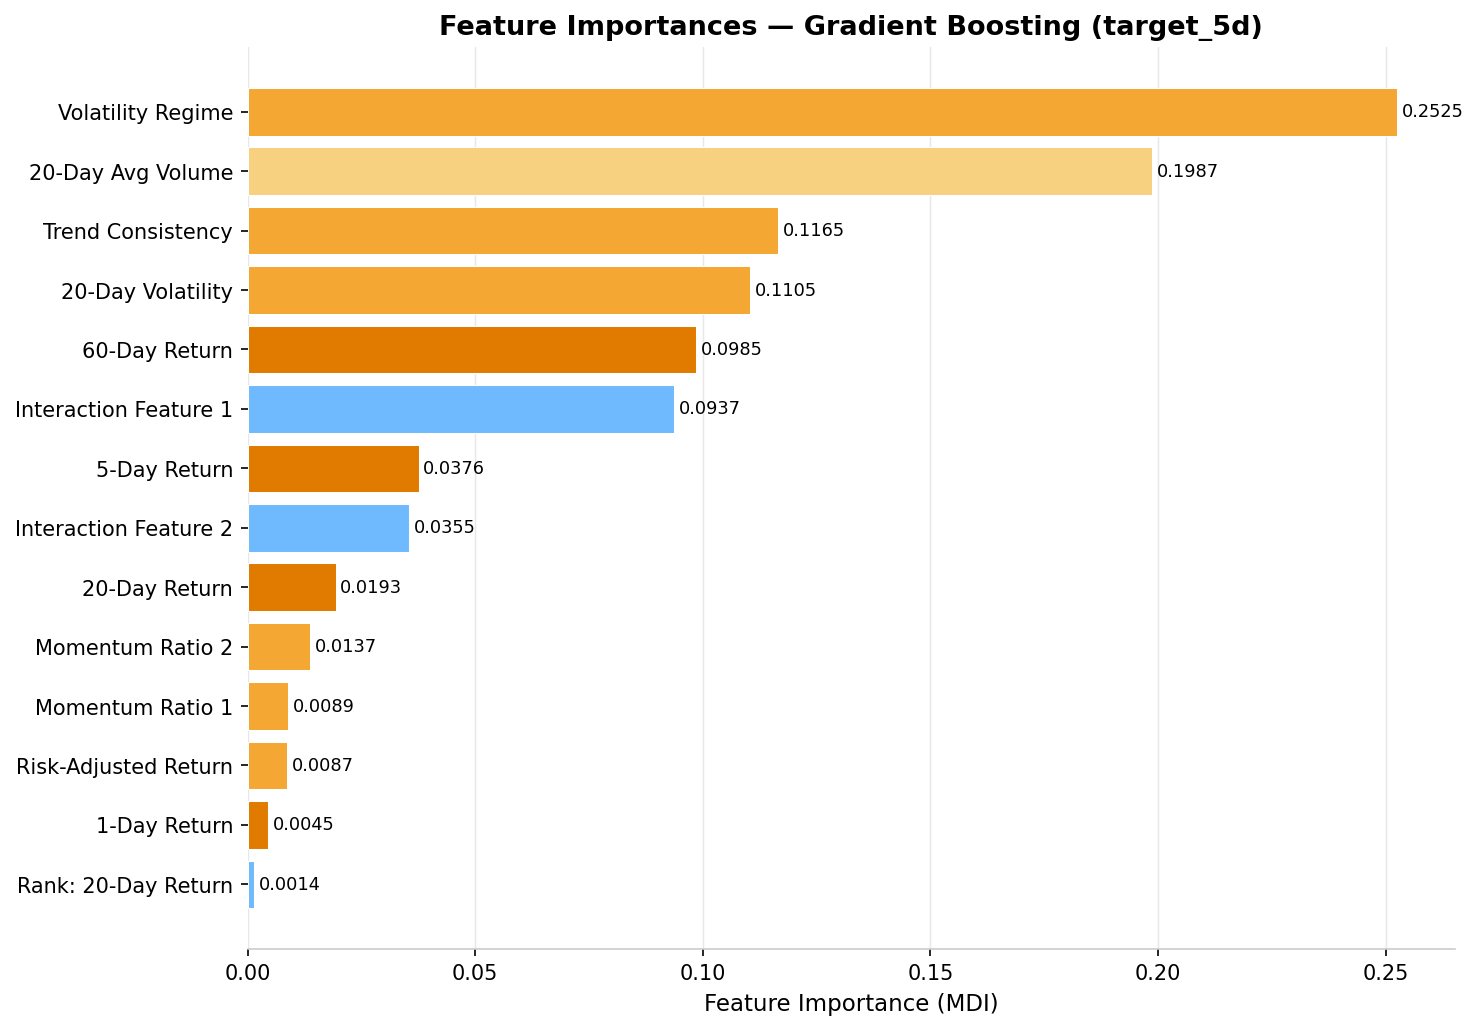 Feature Importances — Gradient Boosting (target_5d)
Volatility Regime 0.2525
20-Day Avg Volume 0.1987
Trend Consistency 0.1165
20-Day Volatility 0.1105
60-Day Return 0.0985
Interaction Feature 1 0.0937
5-Day Return 0.0376
Interaction Feature 2 0.0355
20-Day Return 0.0193
Momentum Ratio 2 0.0137
Momentum Ratio 1 0.0089
Risk-Adjusted Return 0.0087
1-Day Return 0.0045
Rank: 20-Day Return 0.0014
0.00 0.05 0.10 0.15 0.20 0.25
Feature Importance (MDI)